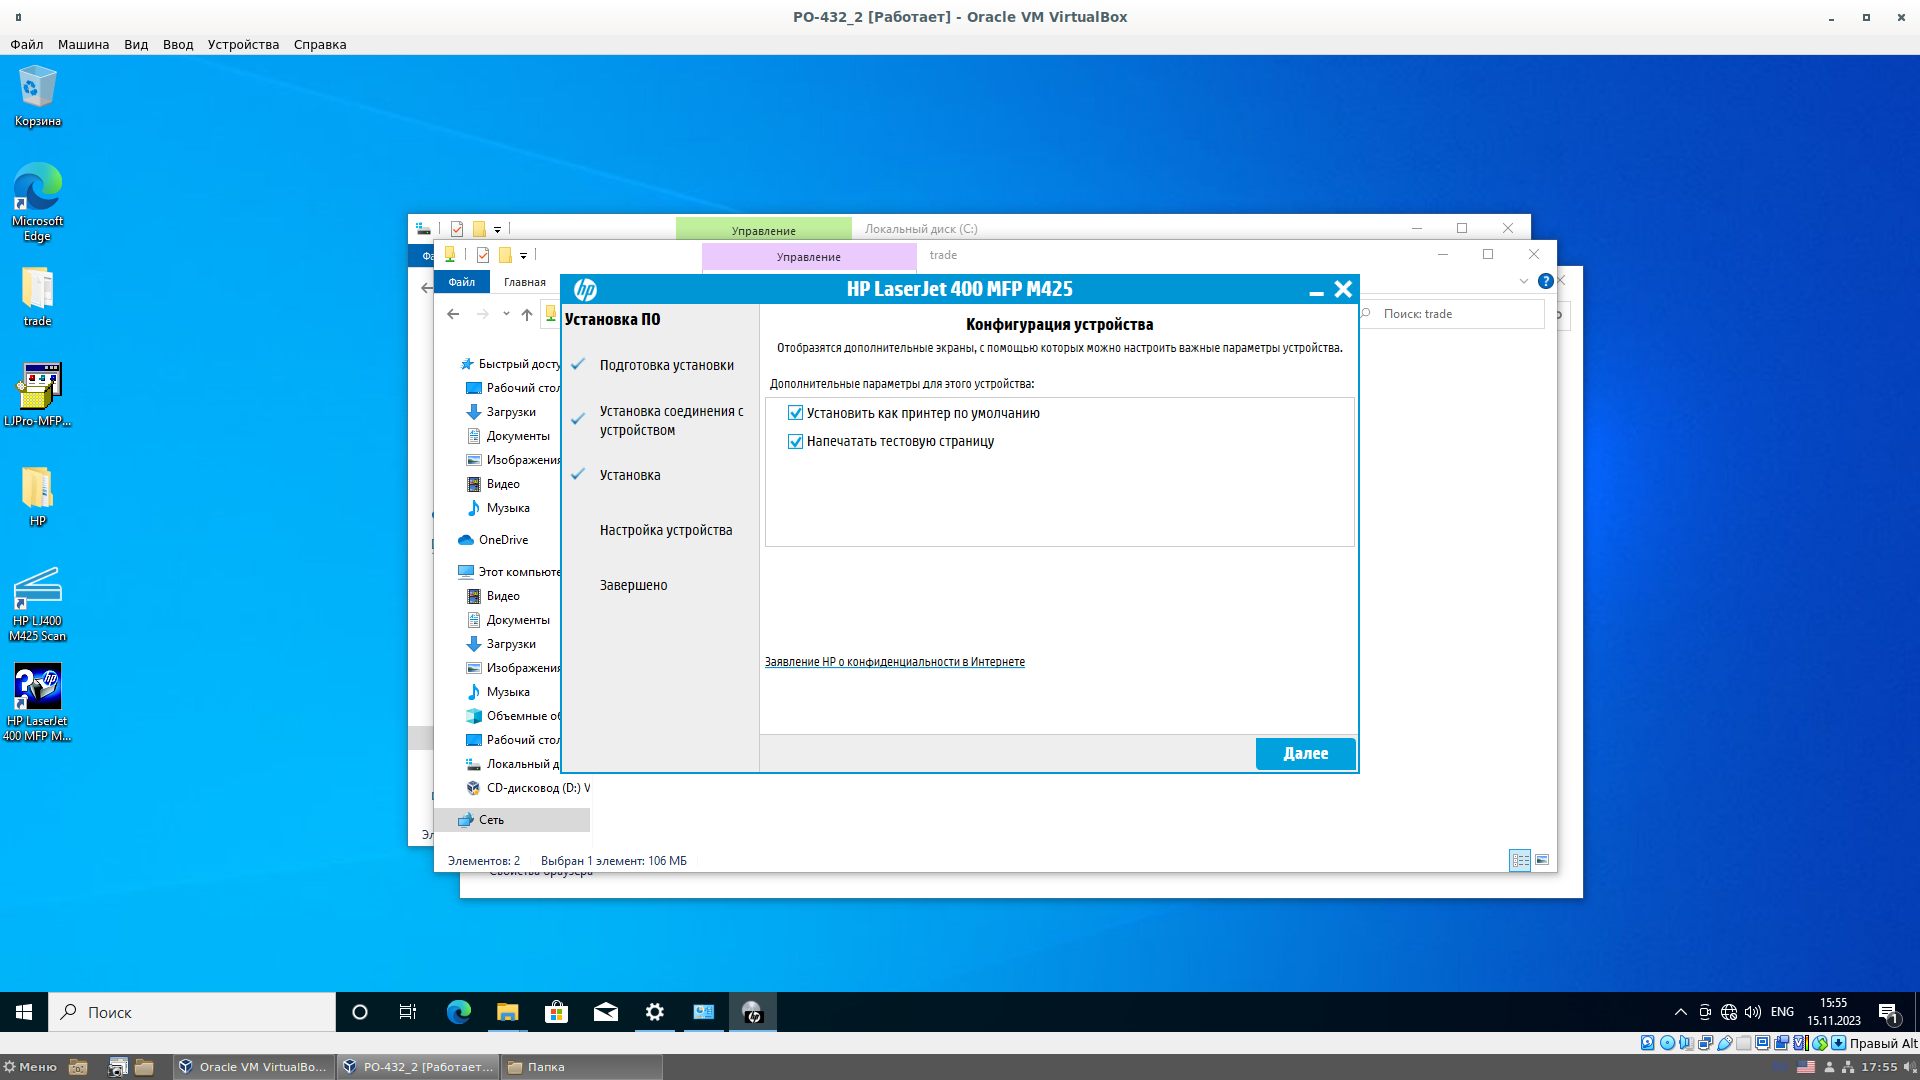 PO-432_2 [Работает] - Oracle VM VirtualBox
Файл Машина Вид Ввод Устройства Справка
Корзина
Microsoft
Edge
trade
LJPro-MFP...
HP
HP LJ400
M425 Scan
HP LaserJet
400 MFP M...
Управление
Локальный диск (C:)
Управление
trade
Файл
Главная
Поиск: trade
Быстрый досту
Рабочий стол
Загрузки
Документы
Изображения
Видео
Музыка
OneDrive
Этот компьюте
Видео
Документы
Загрузки
Изображения
Музыка
Объемные об
Рабочий стол
Локальный д
CD-дисковод (D:) V
Сеть
Элементов: 2
Выбран 1 элемент: 106 МБ
HP LaserJet 400 MFP M425
Установка ПО
Подготовка установки
Установка соединения с
устройством
Установка
Настройка устройства
Завершено
Конфигурация устройства
Отобразятся дополнительные экраны, с помощью которых можно настроить важные параметры устройства.
Дополнительные параметры для этого устройства:
Установить как принтер по умолчанию
Напечатать тестовую страницу
Заявление HP о конфиденциальности в Интернете
Далее
Поиск
ENG
15:55
15.11.2023
1
Правый Alt
Меню
Oracle VM VirtualBo...
PO-432_2 [Работает...
Папка
17:55